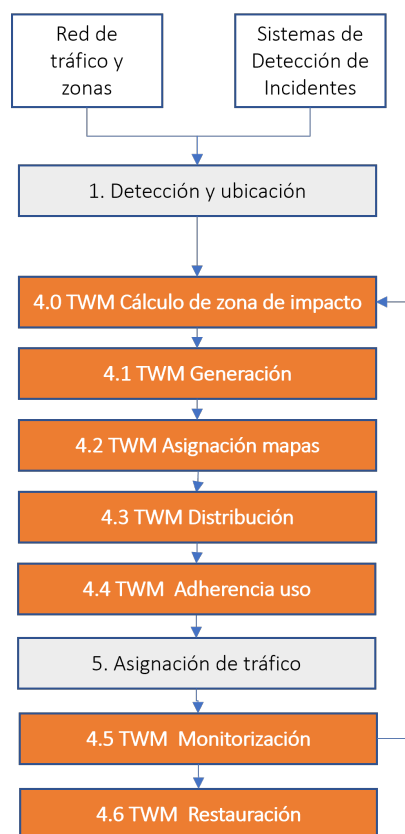 Red de
tráfico y
zonas
Sistemas de
Detección de
Incidentes
1. Detección y ubicación
4.0 TWM Cálculo de zona de impacto
4.1 TWM Generación
4.2 TWM Asignación mapas
4.3 TWM Distribución
4.4 TWM Adherencia uso
5. Asignación de tráfico
4.5 TWM Monitorización
4.6 TWM Restauración